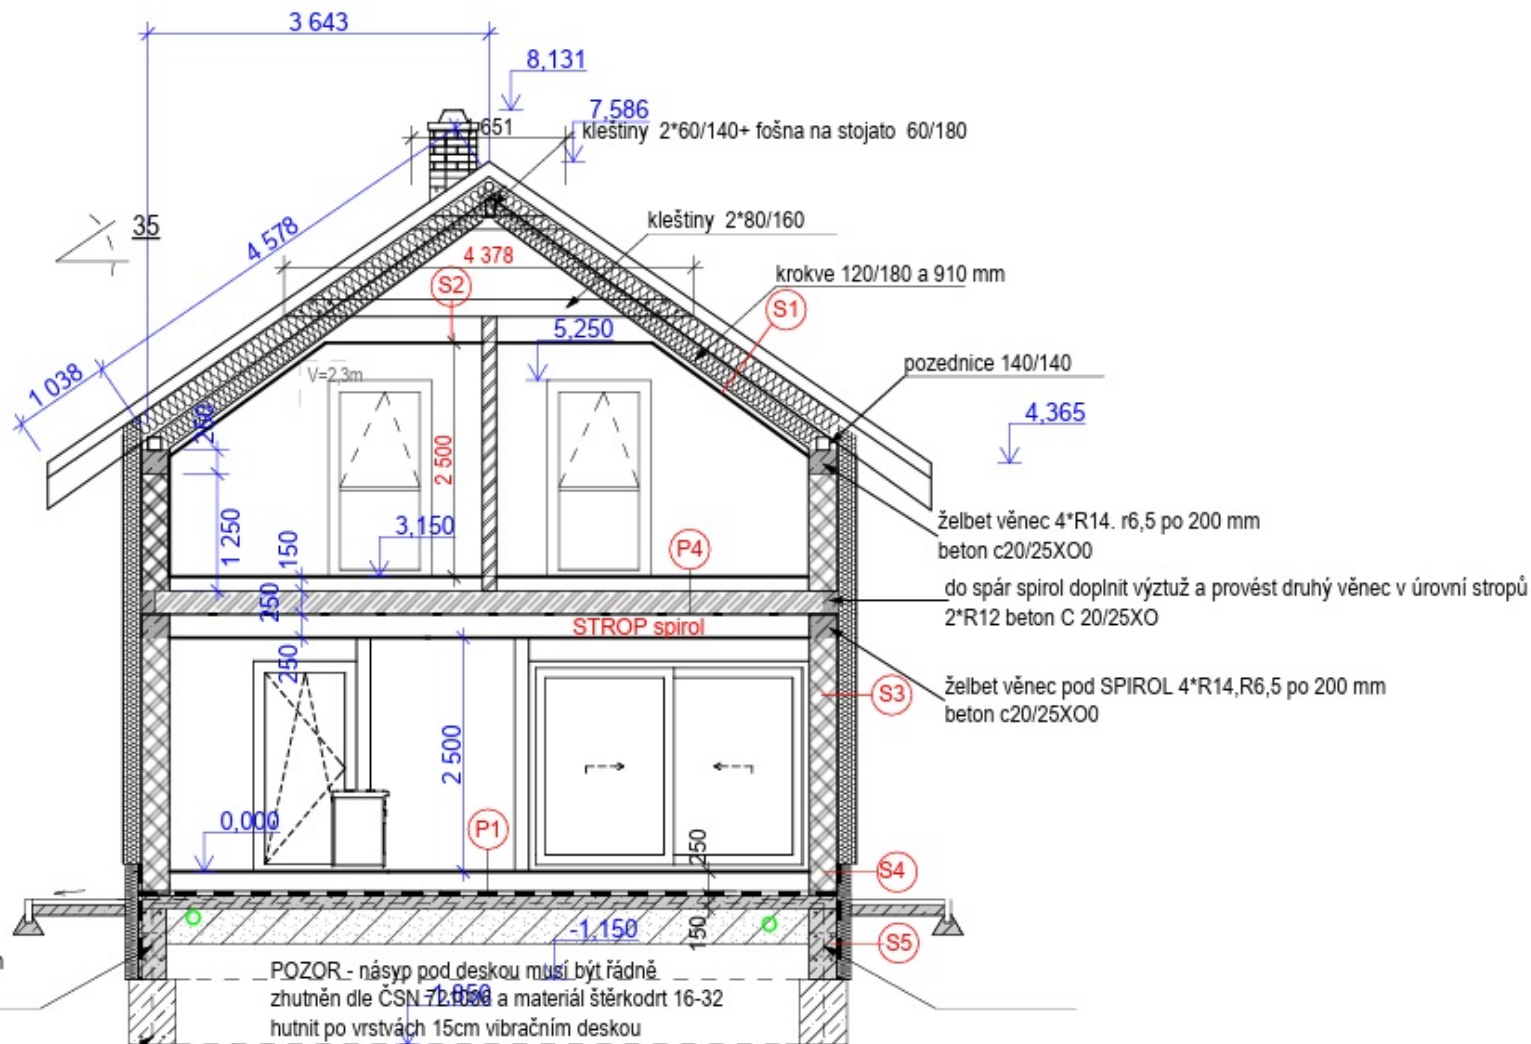 3 643
8,131
7,586
651
kleštiny 2*60/140+ fošna na stojato 60/180
35
4 578
kleštiny 2*80/160
4 378
S2
krokve 120/180 a 910 mm
S1
5,250
pozednice 140/140
V=2,3m
1 038
250
4,365
2 500
želbet věnec 4*R14. r6,5 po 200 mm
beton c20/25XO0
3,150
1 250
150
P4
do spár spirol doplnit výztuž a provést druhý věnec v úrovní stropů
2*R12 beton C 20/25XO
250
STROP spirol
250
želbet věnec pod SPIROL 4*R14,R6,5 po 200 mm
beton c20/25XO0
S3
2 500
0,000
P1
250
S4
-1,150
150
S5
POZOR - násyp pod deskou musí být řádně
zhutněn dle ČSN a materiál štěrkodrt 16-32
hutnit po vrstvách 15cm vibračním deskou